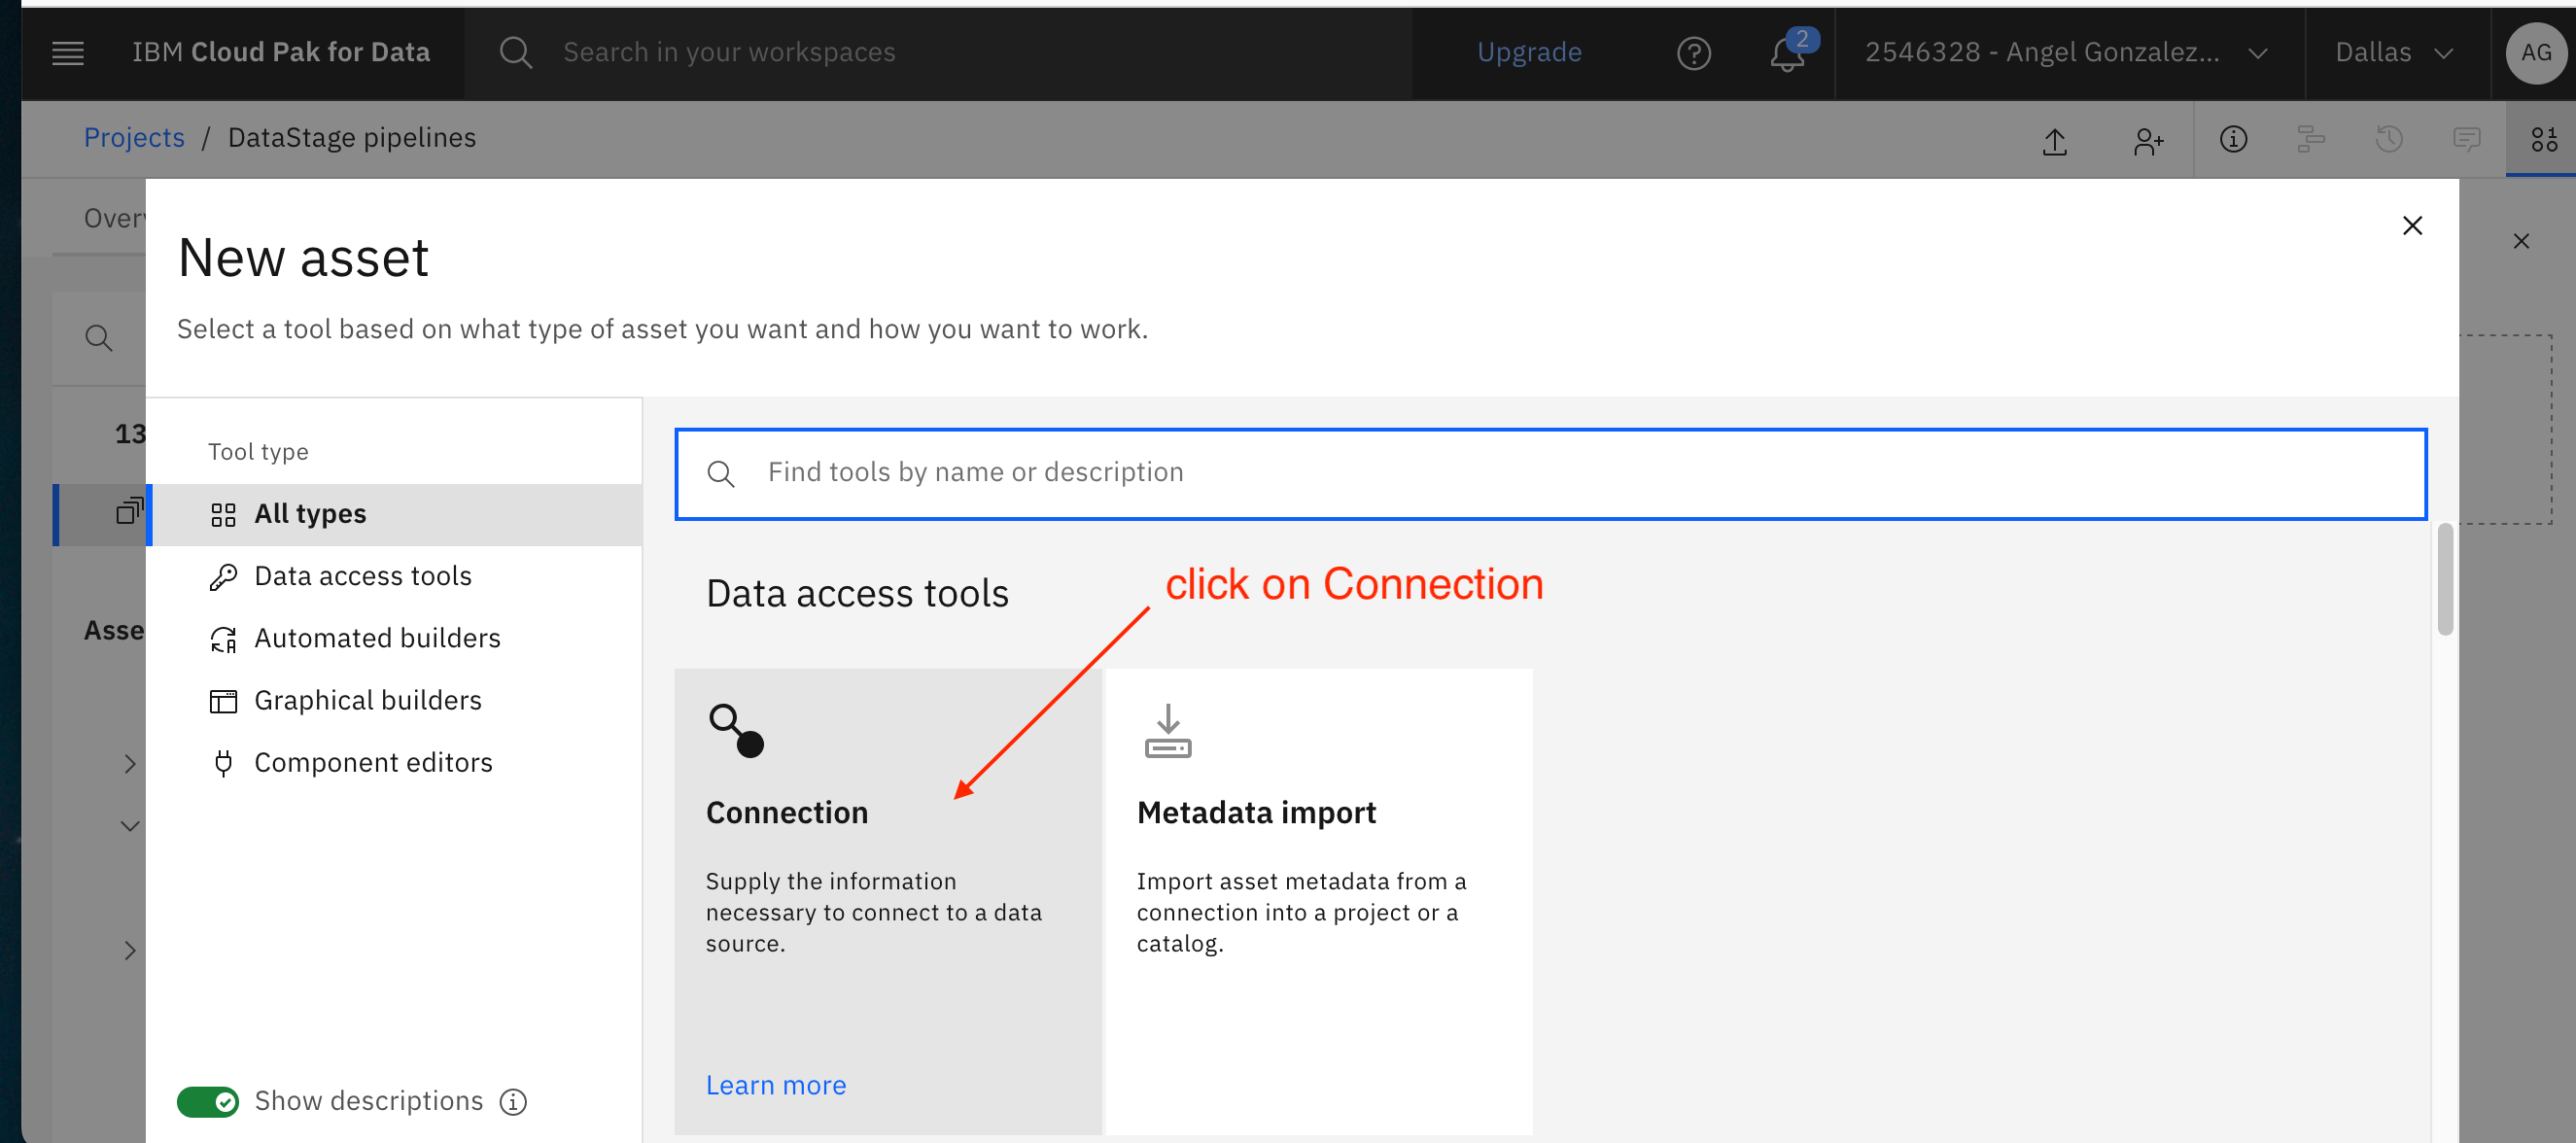 IBM Cloud Pak for Data
Search in your workspaces
Upgrade
2
2546328 - Angel Gonzalez...
Dallas
AG
Projects / DataStage pipelines
Over
New asset
Select a tool based on what type of asset you want and how you want to work.
13
Asse
Tool type
All types
Data access tools
Automated builders
Graphical builders
Component editors
Show descriptions
Find tools by name or description
Data access tools
click on Connection
Connection
Supply the information
necessary to connect to a data
source.
Learn more
Metadata import
Import asset metadata from a
connection into a project or a
catalog.